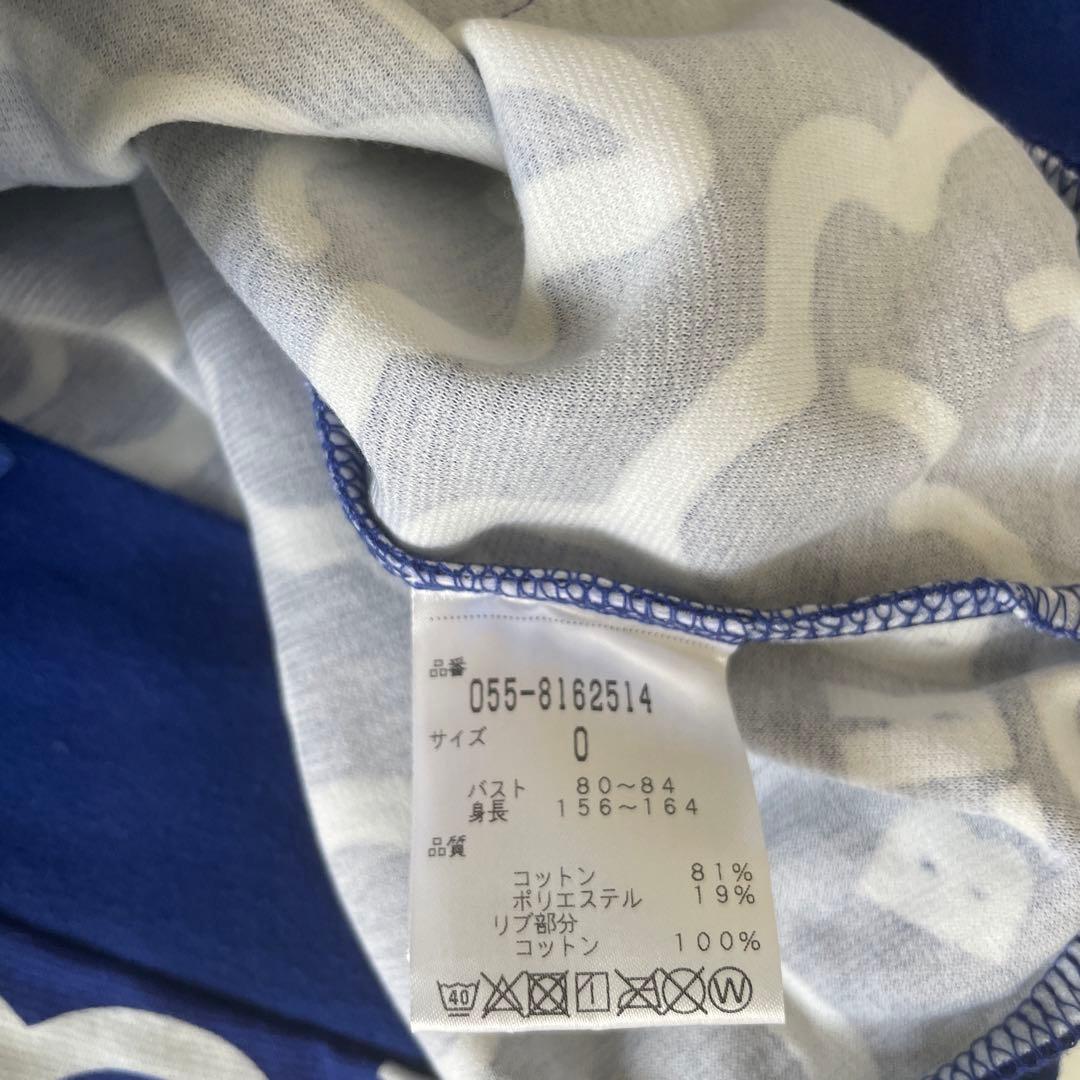 品番
055-8162514
サイズ 0
バスト 80〜84
身長 156〜164
品質
コットン 81%
ポリエステル 19%
リブ部分
コットン 100%
40 W